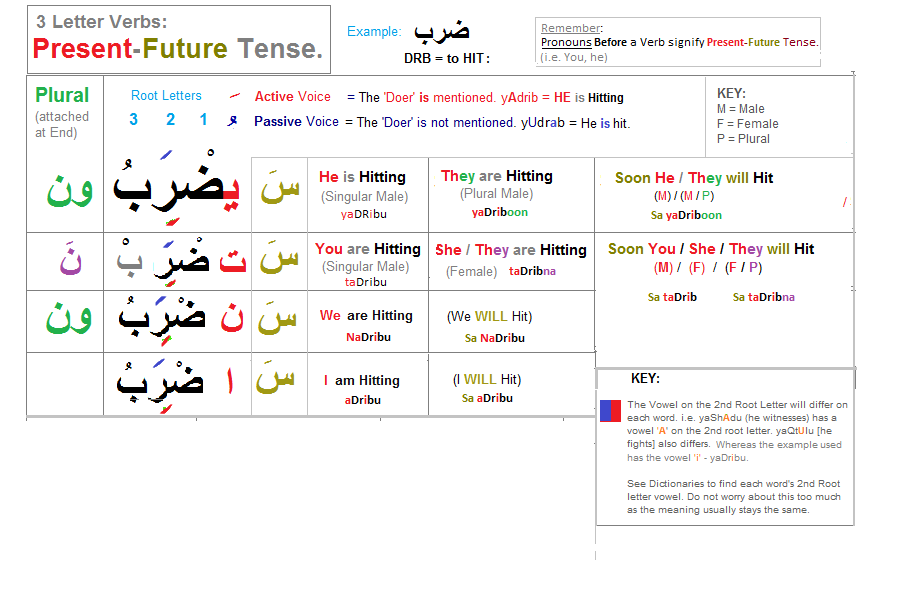 3 Letter Verbs:
Present-Future Tense.
Example: ضرب
DRB = to HIT :
Remember:
Pronouns Before a Verb signify Present-Future Tense.
(i.e. You, he)
Plural
(attached
at End)
Root Letters
3 2 1
Active Voice = The 'Doer' is mentioned. yAdrib = HE is Hitting
Passive Voice = The 'Doer' is not mentioned. yUdrab = He is hit.
KEY:
M = Male
F = Female
P = Plural
ون
يضْرَِبُ
سَ
He is Hitting
(Singular Male)
yaDRibu
They are Hitting
(Plural Male)
yaDriboon
Soon He / They will Hit
(M) / (M / P)
Sa yaDriboon
/
نَ
ت ضْرَِ بْ
سَ
You are Hitting
(Singular Male)
taDribu
She / They are Hitting
(Female) taDribna
Soon You / She / They will Hit
(M) / (F) / (F / P)
Sa taDrib Sa taDribna
ون
ن ضْرَِبُ
سَ
We are Hitting
NaDribu
(We WILL Hit)
Sa NaDribu
ا ضْرَِبُ
سَ
I am Hitting
aDribu
(I WILL Hit)
Sa aDribu
KEY:
The Vowel on the 2nd Root Letter will differ on
each word. i.e. yaShAdu (he witnesses) has a
vowel 'A' on the 2nd root letter. yaQtUlu [he
fights] also differs. Whereas the example used
has the vowel 'i' - yaDribu.
See Dictionaries to find each word's 2nd Root
letter vowel. Do not worry about this too much
as the meaning usually stays the same.